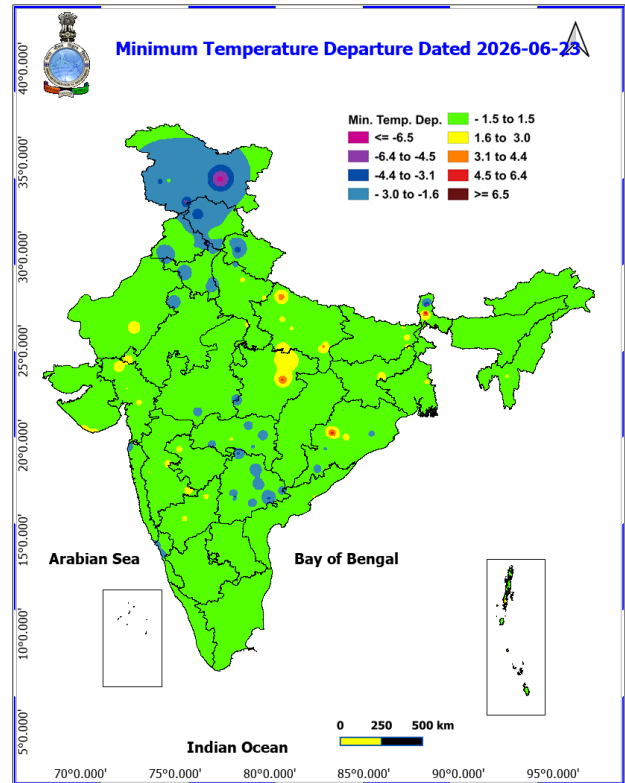 Minimum Temperature Departure Dated 2026-06-23
Min. Temp. Dep.
<= -6.5
-6.4 to -4.5
-4.4 to -3.1
- 3.0 to -1.6
- 1.5 to 1.5
1.6 to 3.0
3.1 to 4.4
4.5 to 6.4
>= 6.5
40°0.000'
35°0.000'
30°0.000'
25°0.000'
20°0.000'
15°0.000'
10°0.000'
5°0.000'
Arabian Sea
Bay of Bengal
Indian Ocean
0 250 500 km
70°0.000' 75°0.000' 80°0.000' 85°0.000' 90°0.000' 95°0.000'